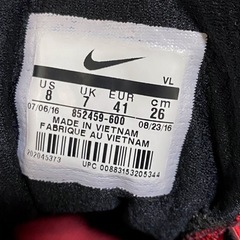 VL
US UK EUR cm
8 7 41 26
07/06/16 08/23/16
852459-600
MADE IN VIETNAM
FABRIQUE AU VIETNAM
UPC 00883153205344